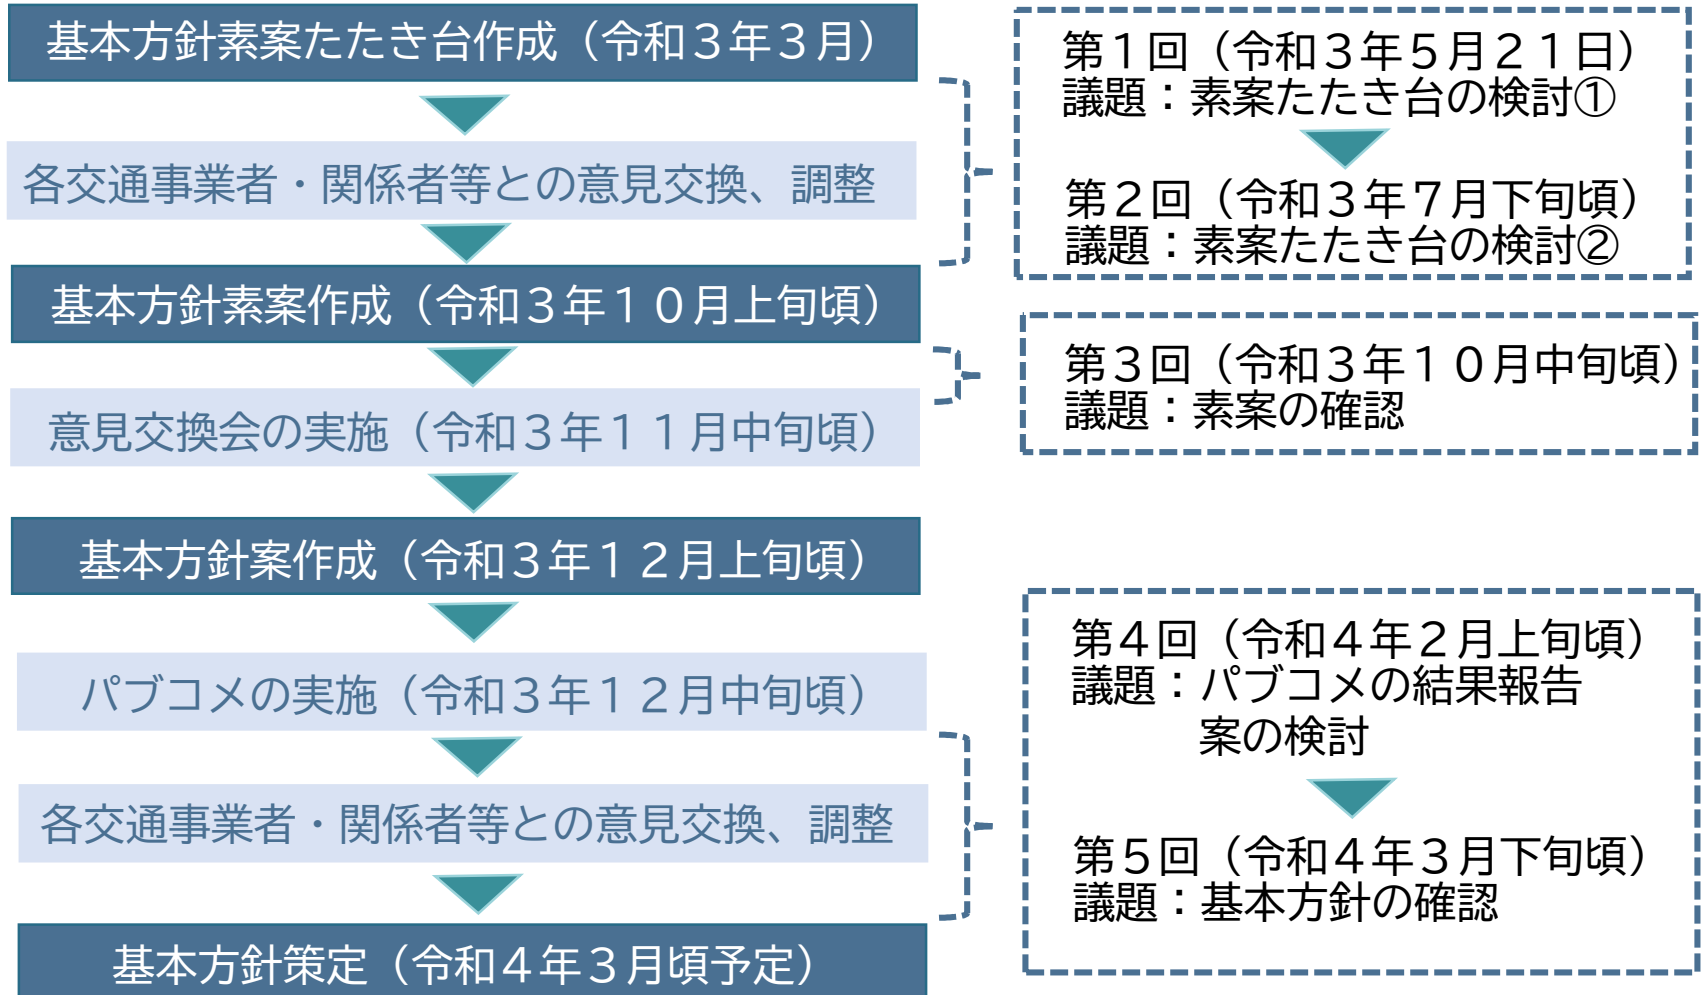 基本方針素案たたき台作成（令和３年３月）
各交通事業者・関係者等との意見交換、調整
基本方針素案作成（令和３年１０月上旬頃）
意見交換会の実施（令和３年１１月中旬頃）
基本方針案作成（令和３年１２月上旬頃）
パブコメの実施（令和３年１２月中旬頃）
各交通事業者・関係者等との意見交換、調整
基本方針策定（令和４年３月頃予定）
第１回（令和３年５月２１日）
議題：素案たたき台の検討①
第２回（令和３年７月下旬頃）
議題：素案たたき台の検討②
第３回（令和３年１０月中旬頃）
議題：素案の確認
第４回（令和４年２月上旬頃）
議題：パブコメの結果報告
案の検討
第５回（令和４年３月下旬頃）
議題：基本方針の確認